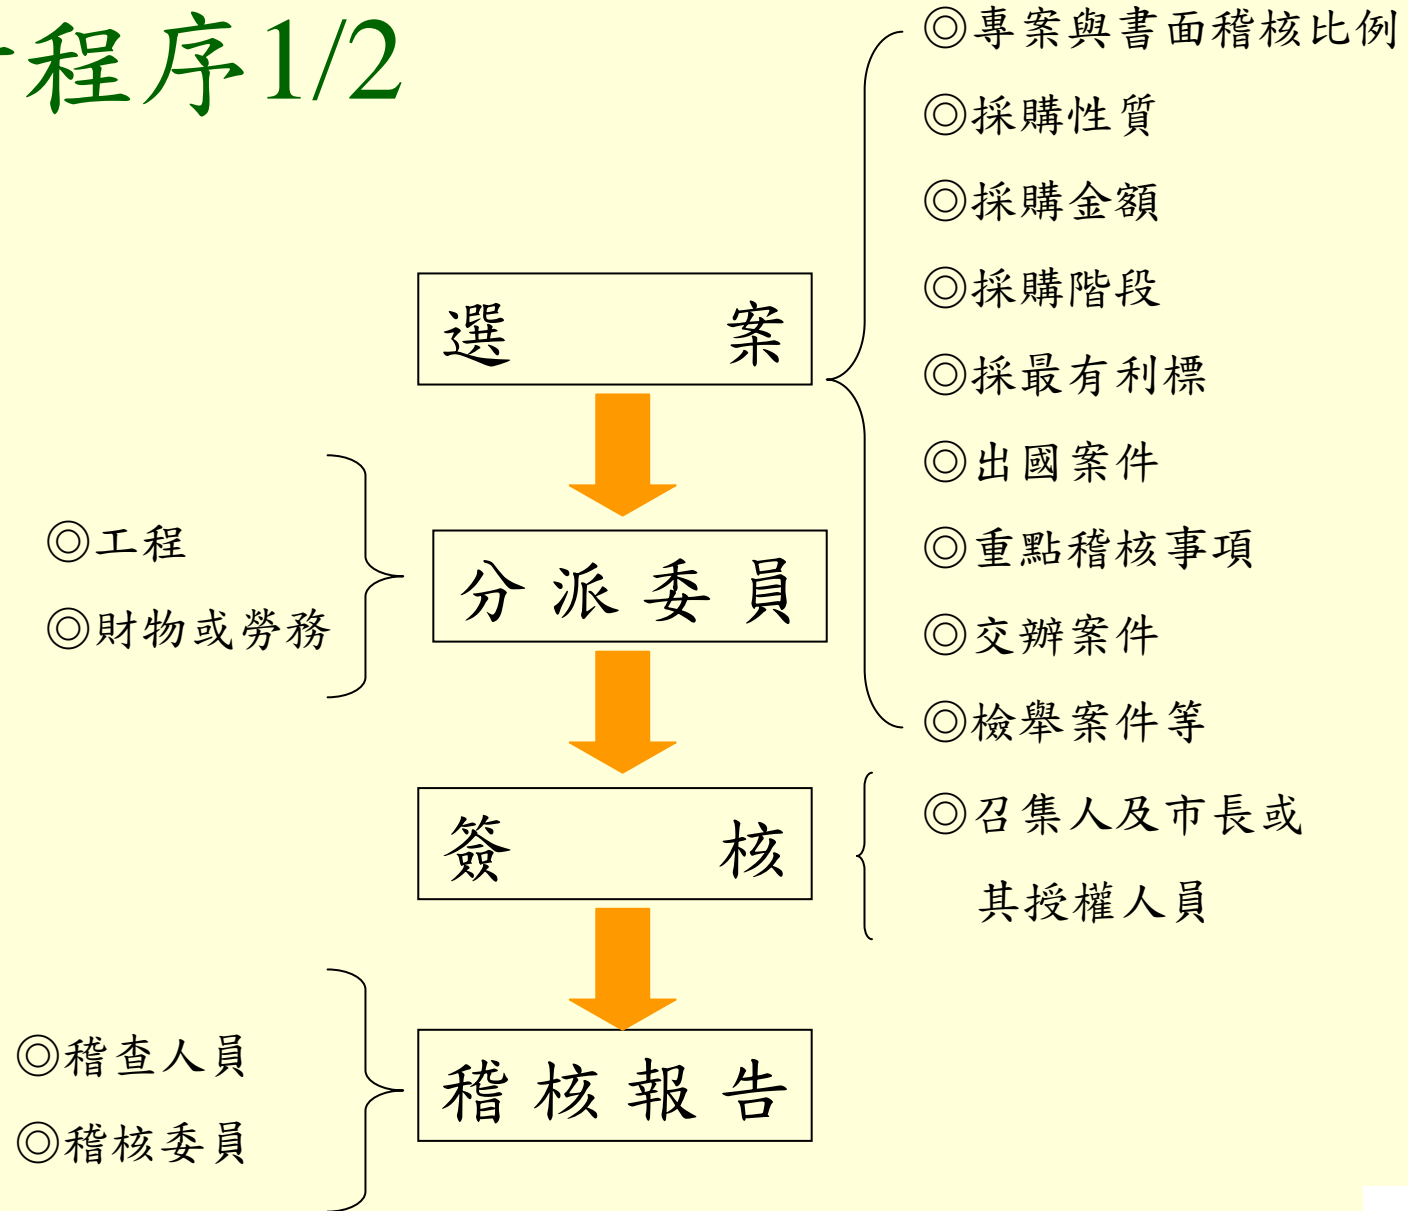 程序1/2
◎專案與書面稽核比例
◎採購性質
◎採購金額
◎採購階段
◎採最有利標
◎出國案件
◎重點稽核事項
◎交辦案件
◎檢舉案件等
選 案
◎工程
◎財物或勞務
分派委員
簽 核
◎召集人及市長或
其授權人員
◎稽查人員
◎稽核委員
稽核報告